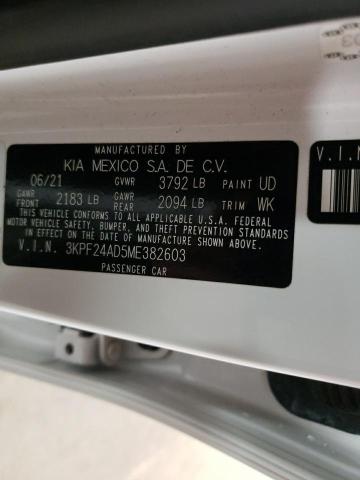 MANUFACTURED BY
KIA MEXICO S.A. DE C.V.
06/21 GVWR 3792 LB PAINT UD
GAWR FRONT 2183 LB GAWR REAR 2094 LB TRIM WK
THIS VEHICLE CONFORMS TO ALL APPLICABLE U.S.A. FEDERAL
MOTOR VEHICLE SAFETY, BUMPER, AND THEFT PREVENTION STANDARDS
IN EFFECT ON THE DATE OF MANUFACTURE SHOWN ABOVE.
V.I.N. 3KPF24AD5ME382603
PASSENGER CAR
V.I.N
03